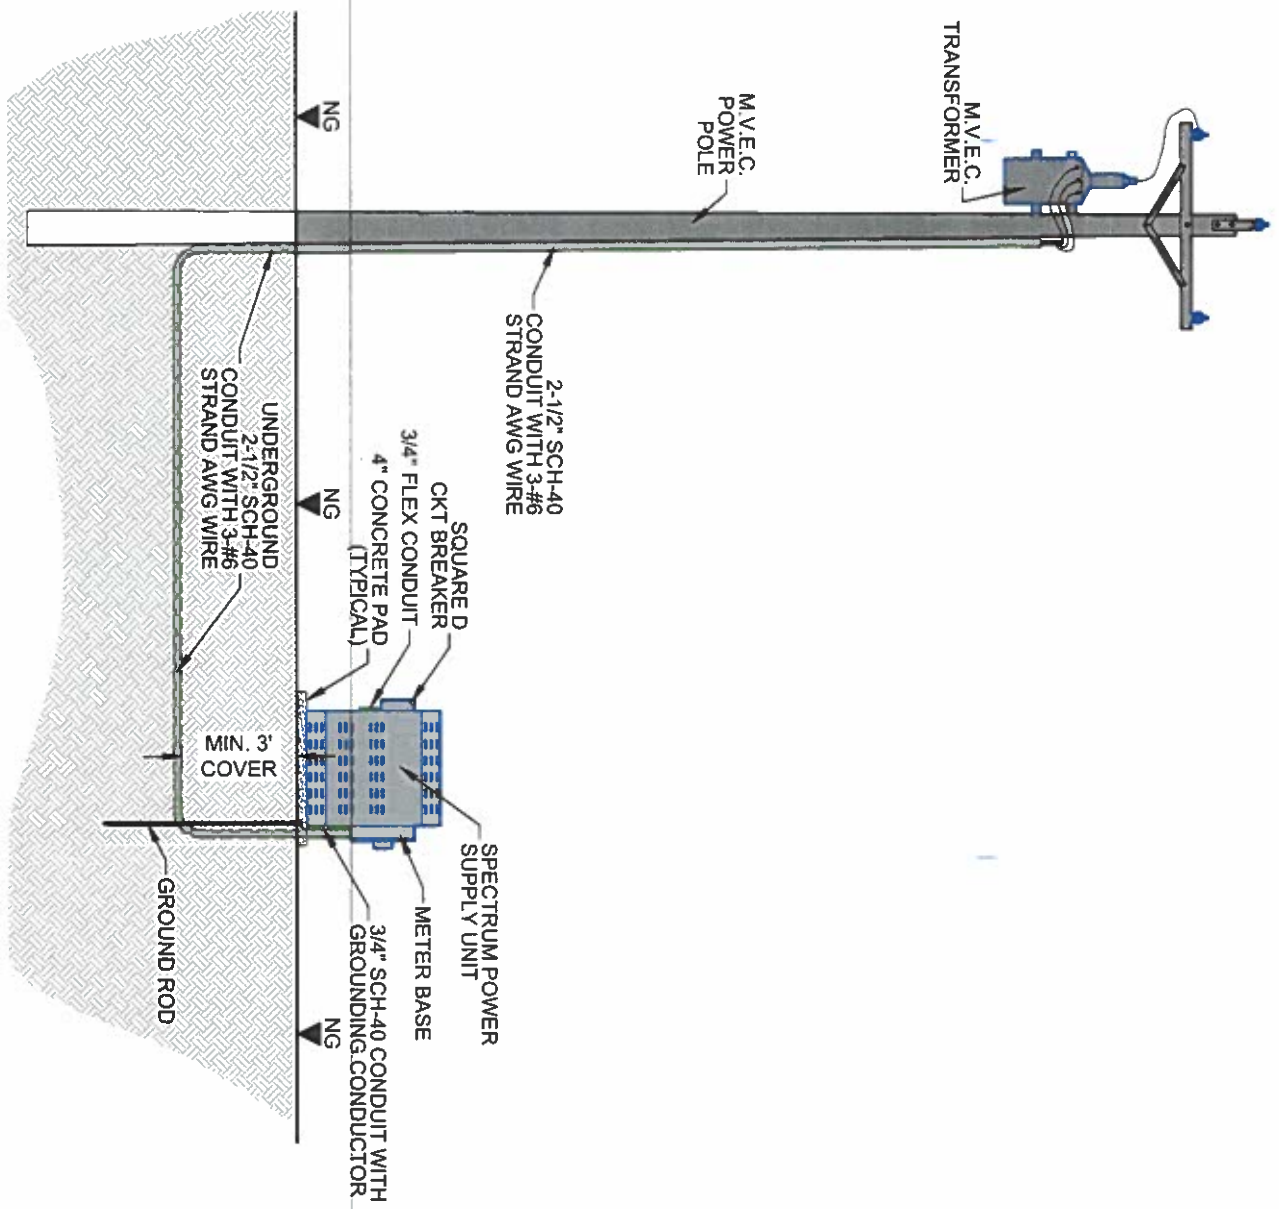 M.V.E.C.
TRANSFORMER
M.V.E.C.
POWER
POLE
2-1/2" SCH-40
CONDUIT WITH 3-#6
STRAND AWG WIRE
SPECTRUM POWER
SUPPLY UNIT
SQUARE D
CKT BREAKER
3/4" FLEX CONDUIT
4" CONCRETE PAD
(TYPICAL)
METER BASE
3/4" SCH-40 CONDUIT WITH
GROUNDING CONDUCTOR
NG
NG
NG
UNDERGROUND
2-1/2" SCH-40
CONDUIT WITH 3-#6
STRAND AWG WIRE
MIN. 3'
COVER
GROUND ROD